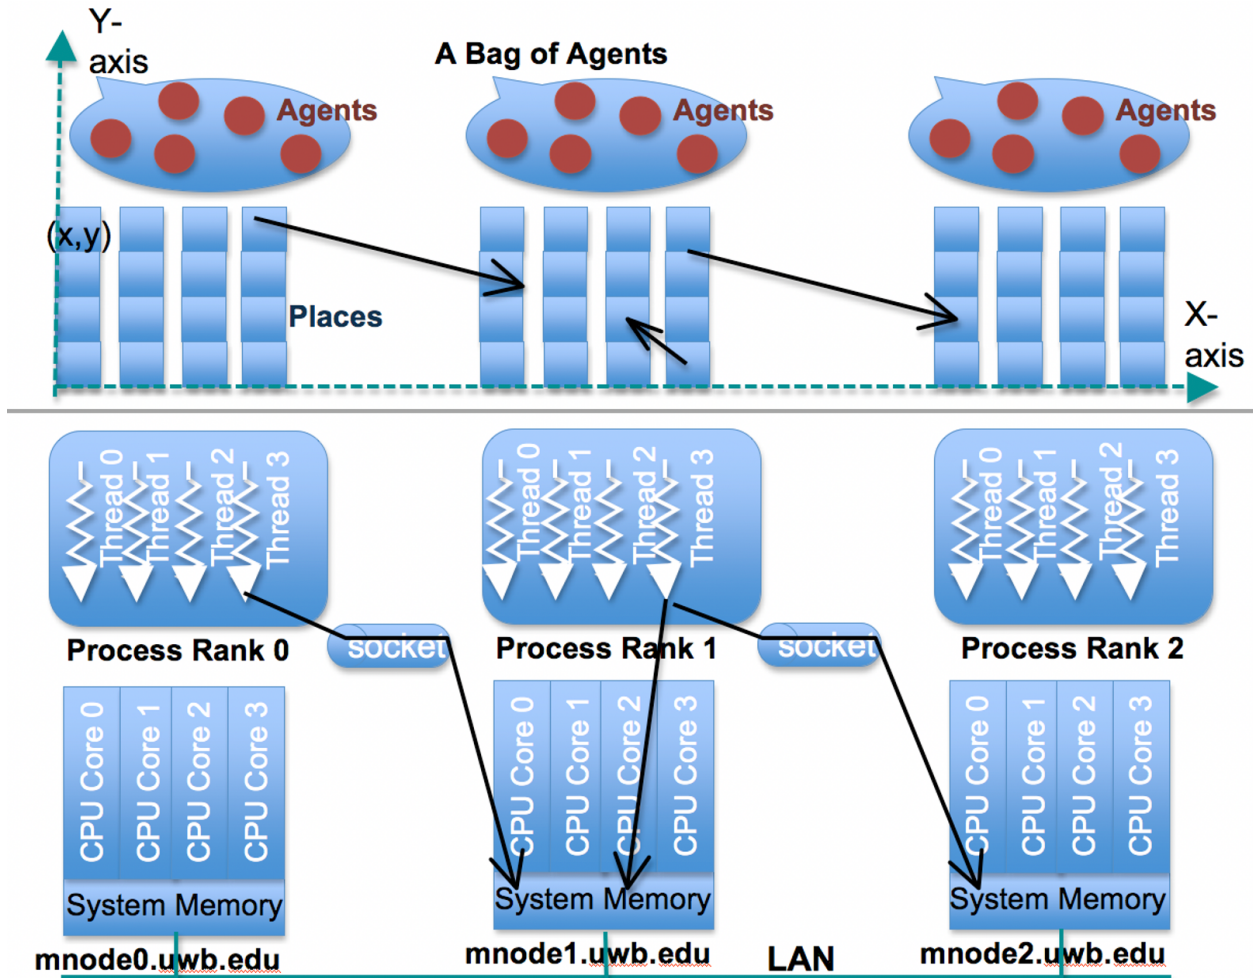 Y-
axis
A Bag of Agents
Agents
Agents
Agents
(x,y)
Places
X-
axis
Thread 0
Thread 1
Thread 2
Thread 3
Thread 0
Thread 1
Thread 2
Thread 3
Thread 0
Thread 1
Thread 2
Thread 3
Process Rank 0
socket
Process Rank 1
socket
Process Rank 2
CPU Core 0
CPU Core 1
CPU Core 2
CPU Core 3
CPU Core 0
CPU Core 1
CPU Core 2
CPU Core 3
CPU Core 0
CPU Core 1
CPU Core 2
CPU Core 3
System Memory
System Memory
System Memory
mnode0.uwb.edu
mnode1.uwb.edu
LAN
mnode2.uwb.edu